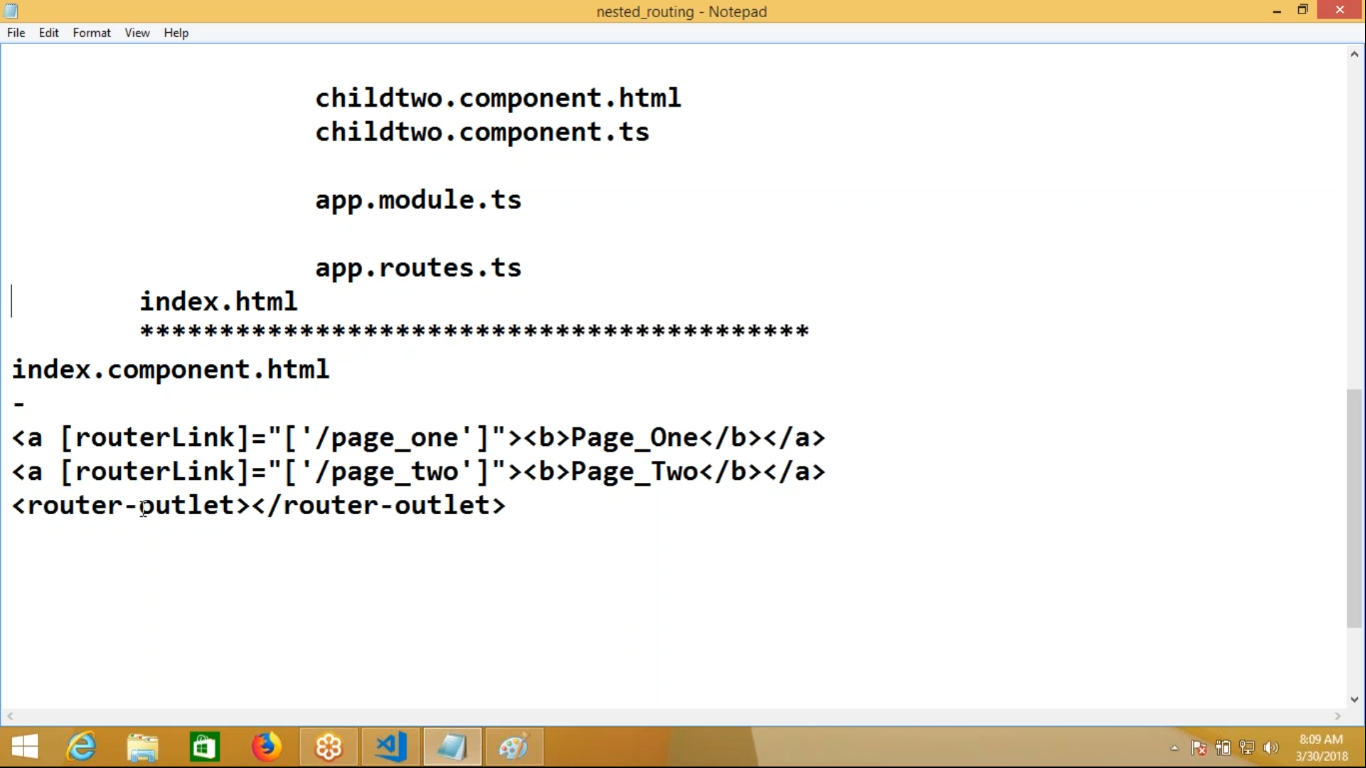 nested_routing - Notepad
File Edit Format View Help
childtwo.component.html
childtwo.component.ts
app.module.ts
app.routes.ts
index.html
******************************************
index.component.html
-
<a [routerLink]="['/page_one']"><b>Page_One</b></a>
<a [routerLink]="['/page_two']"><b>Page_Two</b></a>
<router-outlet></router-outlet>
8:09 AM
3/30/2018